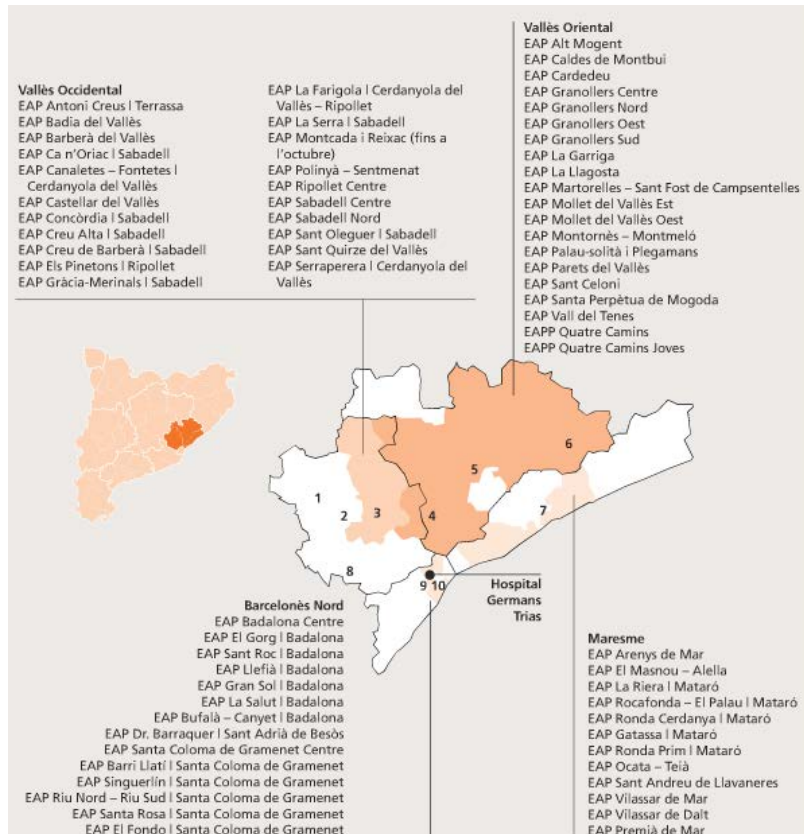 Vallès Occidental
EAP Antoni Creus | Terrassa
EAP Badia del Vallès
EAP Barberà del Vallès
EAP Ca n'Oriac | Sabadell
EAP Canaletes – Fontetes |
Cerdanyola del Vallès
EAP Castellar del Vallès
EAP Concòrdia | Sabadell
EAP Creu Alta | Sabadell
EAP Creu de Barberà | Sabadell
EAP Els Pinetons | Ripollet
EAP Gràcia-Merinals | Sabadell
EAP La Farigola | Cerdanyola del
Vallès – Ripollet
EAP La Serra | Sabadell
EAP Montcada i Reixac (fins a
l'octubre)
EAP Polinyà – Sentmenat
EAP Ripollet Centre
EAP Sabadell Centre
EAP Sabadell Nord
EAP Sant Oleguer | Sabadell
EAP Sant Quirze del Vallès
EAP Serraperera | Cerdanyola del
Vallès
Vallès Oriental
EAP Alt Mogent
EAP Caldes de Montbui
EAP Cardedeu
EAP Granollers Centre
EAP Granollers Nord
EAP Granollers Oest
EAP Granollers Sud
EAP La Garriga
EAP La Llagosta
EAP Martorelles – Sant Fost de Campsentelles
EAP Mollet del Vallès Est
EAP Mollet del Vallès Oest
EAP Montornès – Montmeló
EAP Palau-solità i Plegamans
EAP Parets del Vallès
EAP Sant Celoni
EAP Santa Perpètua de Mogoda
EAP Vall del Tenes
EAPP Quatre Camins
EAPP Quatre Camins Joves
6
5
1
2
3
4
7
8
9 10
Hospital
Germans
Trias
Barcelonès Nord
EAP Badalona Centre
EAP El Gorg | Badalona
EAP Sant Roc | Badalona
EAP Llefià | Badalona
EAP Gran Sol | Badalona
EAP La Salut | Badalona
EAP Bufalà – Canyet | Badalona
EAP Dr. Barraquer | Sant Adrià de Besòs
EAP Santa Coloma de Gramenet Centre
EAP Barri Llatí | Santa Coloma de Gramenet
EAP Singuerlín | Santa Coloma de Gramenet
EAP Riu Nord – Riu Sud | Santa Coloma de Gramenet
EAP Santa Rosa | Santa Coloma de Gramenet
EAP El Fondo | Santa Coloma de Gramenet
Maresme
EAP Arenys de Mar
EAP El Masnou – Alella
EAP La Riera | Mataró
EAP Rocafonda – El Palau | Mataró
EAP Ronda Cerdanya | Mataró
EAP Gatassa | Mataró
EAP Ronda Prim | Mataró
EAP Ocata – Teià
EAP Sant Andreu de Llavaneres
EAP Vilassar de Mar
EAP Vilassar de Dalt
EAP Premià de Mar